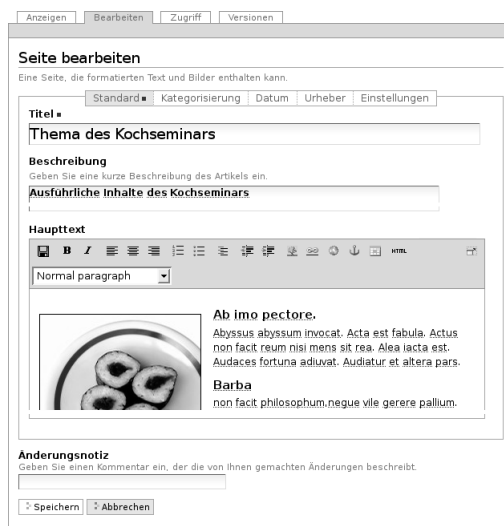 Anzeigen Bearbeiten Zugriff Versionen
Seite bearbeiten
Eine Seite, die formatierten Text und Bilder enthalten kann.
Standard Kategorisierung Datum Urheber Einstellungen
Titel
Thema des Kochseminars
Beschreibung
Geben Sie eine kurze Beschreibung des Artikels ein.
Ausführliche Inhalte des Kochseminars
Haupttext
B I HTML
Normal paragraph
Ab imo pectore.
Abyssus abyssum invocat. Acta est fabula. Actus
non facit reum nisi mens sit rea. Alea iacta est.
Audaces fortuna adiuvat. Audiatur et altera pars.
Barba
non facit philosophum,neque vile gerere pallium.
Änderungsnotiz
Geben Sie einen Kommentar ein, der die von Ihnen gemachten Änderungen beschreibt.
Speichern Abbrechen